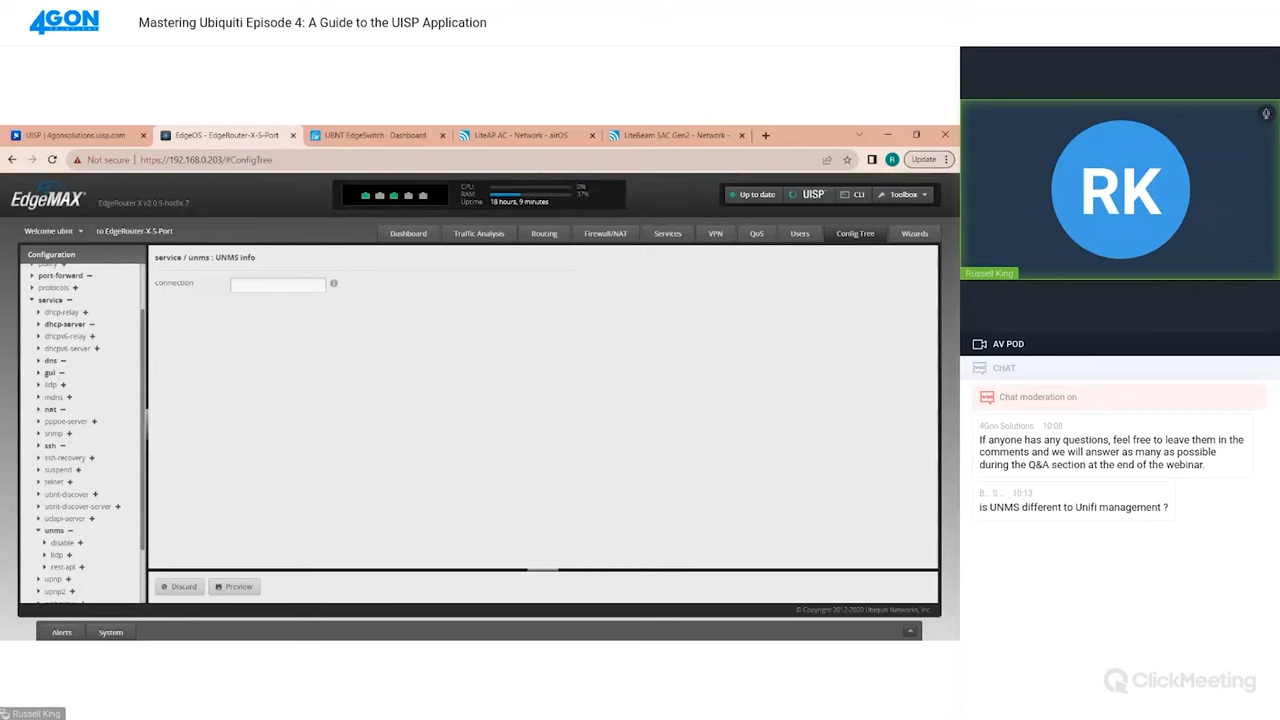 4GON
SOLUTIONS
Mastering Ubiquiti Episode 4: A Guide to the UISP Application
UISP | 4gonsolutions.uisp.com
EdgeOS - EdgeRouter-X-5-Port
UBNT EdgeSwitch - Dashboard
LiteAP AC - Network - airOS
LiteBeam 5AC Gen2 - Network -
Not secure
https://192.168.0.203/#ConfigTree
R
Update
EdgeMAX
EdgeRouter X v2.0.9-hotfix.7
CPU: 0%
RAM: 37%
Uptime: 18 hours, 9 minutes
Up to date
UISP
CLI
Toolbox
Welcome ubnt
to EdgeRouter-X-5-Port
Dashboard
Traffic Analysis
Routing
Firewall/NAT
Services
VPN
QoS
Users
Config Tree
Wizards
Configuration
policy
port-forward
protocols
service
dhcp-relay
dhcp-server
dhcpv6-relay
dhcpv6-server
dns
gui
lldp
mdns
nat
pppoe-server
snmp
ssh
ssh-recovery
suspend
telnet
ubnt-discover
ubnt-discover-server
udapi-server
unms
disable
lldp
rest-api
upnp
upnp2
service / unms : UNMS info
connection
Discard
Preview
© Copyright 2012-2020 Ubiquiti Networks, Inc.
Alerts
System
Russell King
RK
Russell King
AV POD
CHAT
Chat moderation on
4Gon Solutions 10:08
If anyone has any questions, feel free to leave them in the
comments and we will answer as many as possible
during the Q&A section at the end of the webinar.
B... S... 10:13
is UNMS different to Unifi management ?
ClickMeeting